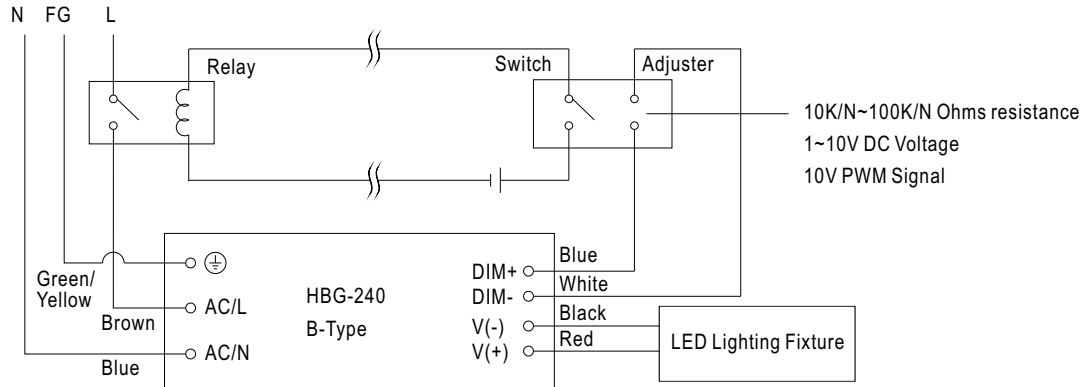 N FG L
Relay
Switch
Adjuster
10K/N~100K/N Ohms resistance
1~10V DC Voltage
10V PWM Signal
Green/
Yellow
Brown
Blue
AC/L
AC/N
HBG-240
B-Type
DIM+
DIM-
V(-)
V(+)
Blue
White
Black
Red
LED Lighting Fixture